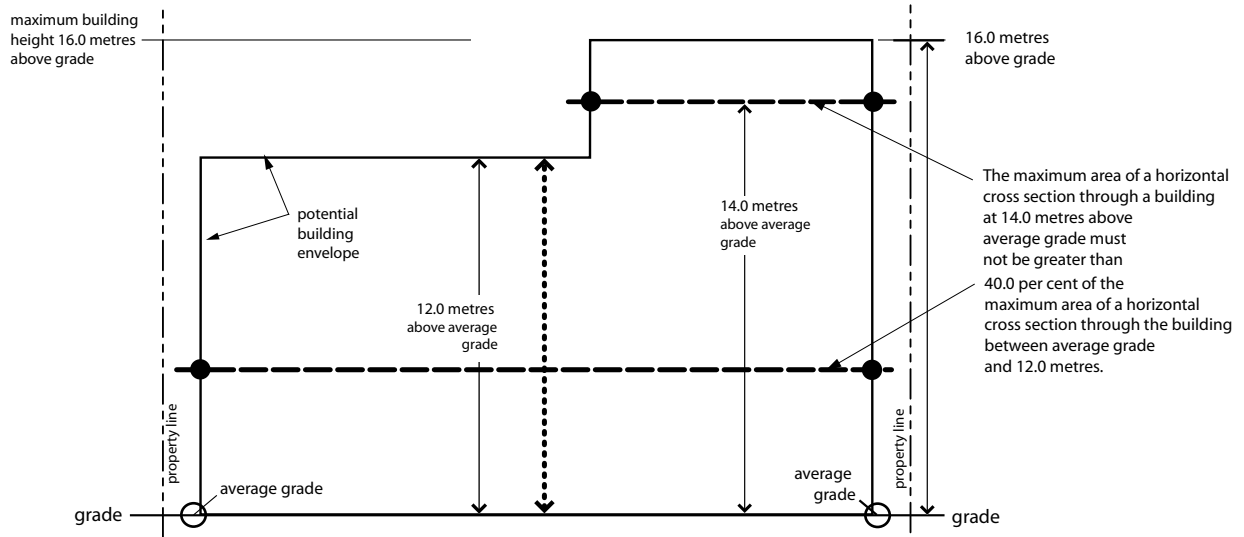 maximum building
height 16.0 metres
above grade
16.0 metres
above grade
potential
building
envelope
12.0 metres
above average
grade
14.0 metres
above average
grade
The maximum area of a horizontal
cross section through a building
at 14.0 metres above
average grade must
not be greater than
40.0 per cent of the
maximum area of a horizontal
cross section through the building
between average grade
and 12.0 metres.
property line
property line
average grade
average
grade
grade
grade